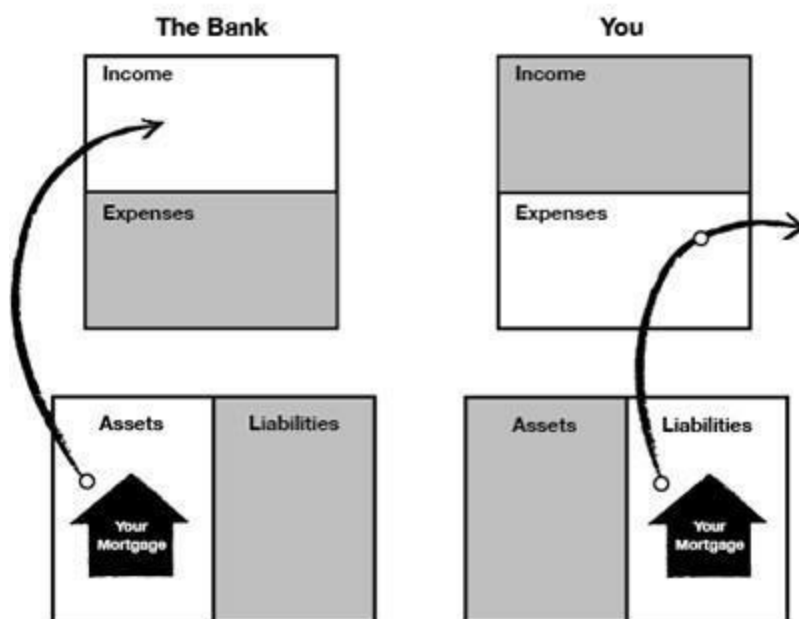 The Bank
Income
Expenses
Assets
Liabilities
Your
Mortgage
You
Income
Expenses
Assets
Liabilities
Your
Mortgage